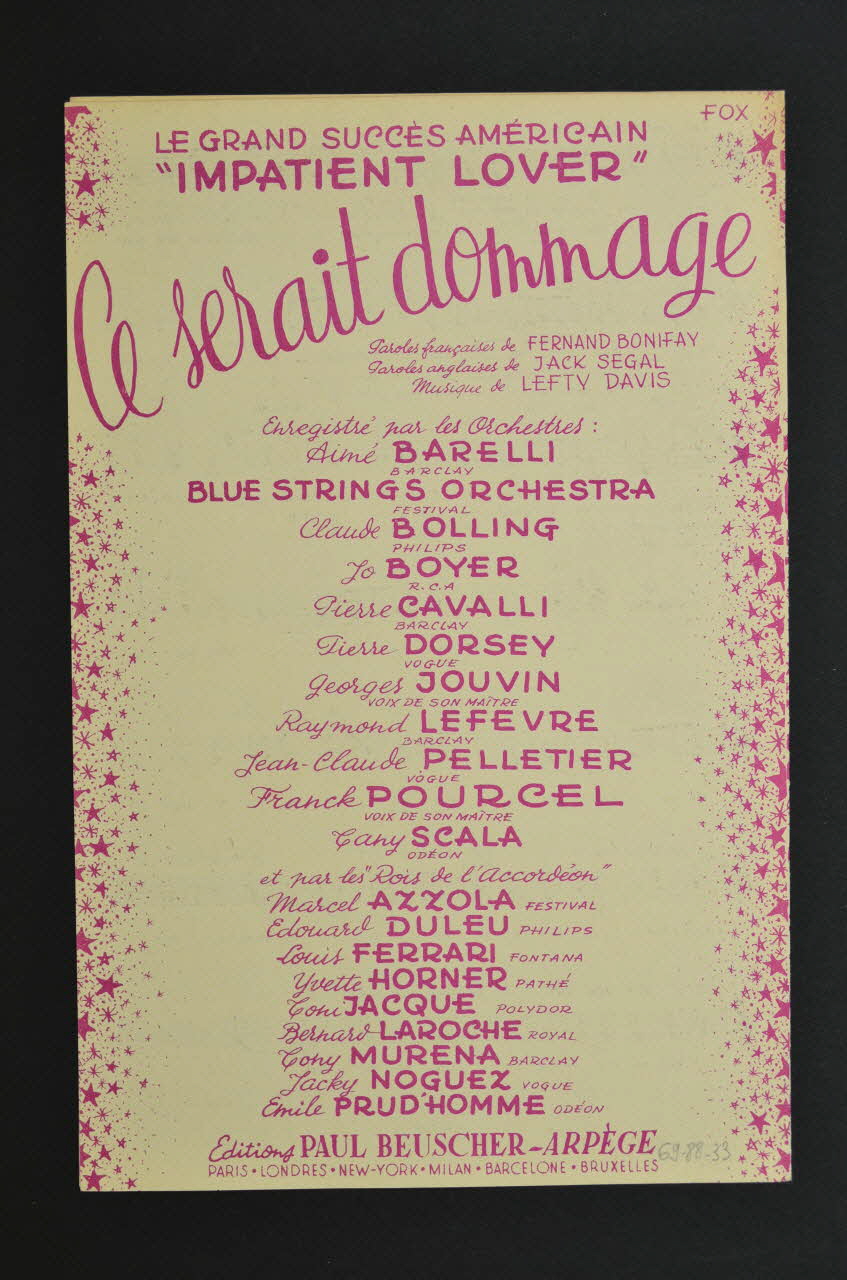 FOX
LE GRAND SUCCÈS AMÉRICAIN
"IMPATIENT LOVER"
Ce serait dommage
Paroles françaises de FERNAND BONIFAY
Paroles anglaises de JACK SEGAL
Musique de LEFTY DAVIS
Enregistré par les Orchestres :
Aimé BARELLI
BARCLAY
BLUE STRINGS ORCHESTRA
FESTIVAL
Claude BOLLING
PHILIPS
Jo BOYER
R.C.A
Pierre CAVALLI
BARCLAY
Pierre DORSEY
VOGUE
Georges JOUVIN
VOIX DE SON MAÎTRE
Raymond LEFEVRE
BARCLAY
Jean-Claude PELLETIER
VOGUE
Franck POURCEL
VOIX DE SON MAÎTRE
Tany SCALA
ODÉON
et par les "Rois de l'Accordéon"
Marcel AZZOLA FESTIVAL
Edouard DULEU PHILIPS
Louis FERRARI FONTANA
Yvette HORNER PATHÉ
Toni JACQUE POLYDOR
Bernard LAROCHE ROYAL
Tony MURENA BARCLAY
Jacky NOGUEZ VOGUE
Emile PRUD'HOMME ODÉON
Editions PAUL BEUSCHER-ARPÈGE 69-88-33
PARIS • LONDRES • NEW-YORK • MILAN • BARCELONE • BRUXELLES